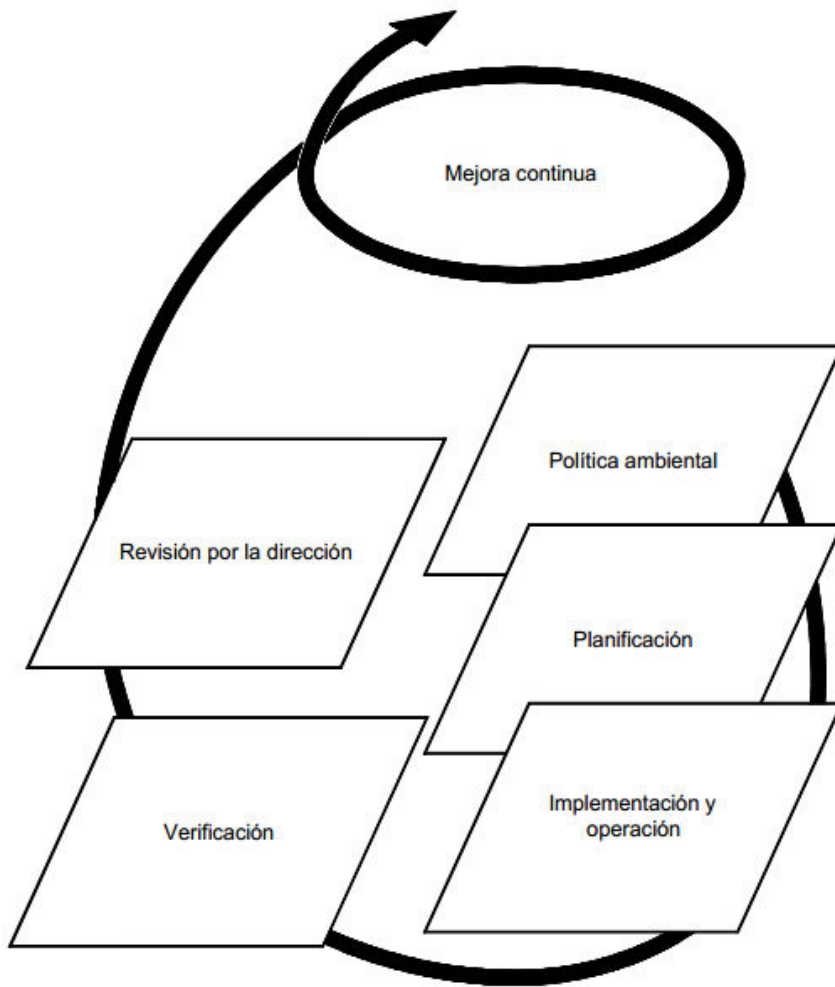 Mejora continua
Política ambiental
Revisión por la dirección
Planificación
Implementación y
operación
Verificación